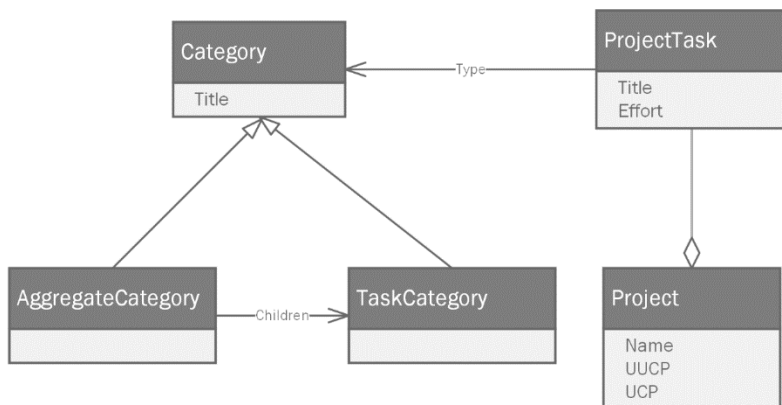 Category
Title
Type
ProjectTask
Title
Effort
AggregateCategory
Children
TaskCategory
Project
Name
UUCP
UCP